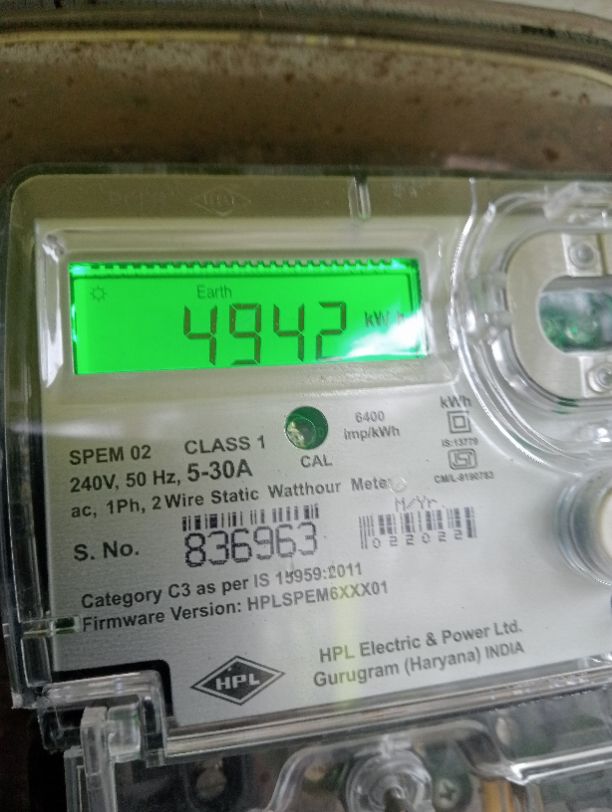 Earth
4942 kWh
6400
imp/kWh
kWh
IS:13779
CM/L-8190783
SPEM 02 CLASS 1
CAL
240V, 50 Hz, 5-30A
ac, 1Ph, 2 Wire Static Watthour Meter
M/Yr
S. No. 836963
022022
Category C3 as per IS 15959:2011
Firmware Version: HPLSPEM6XXX01
HPL
HPL Electric & Power Ltd.
Gurugram (Haryana) INDIA